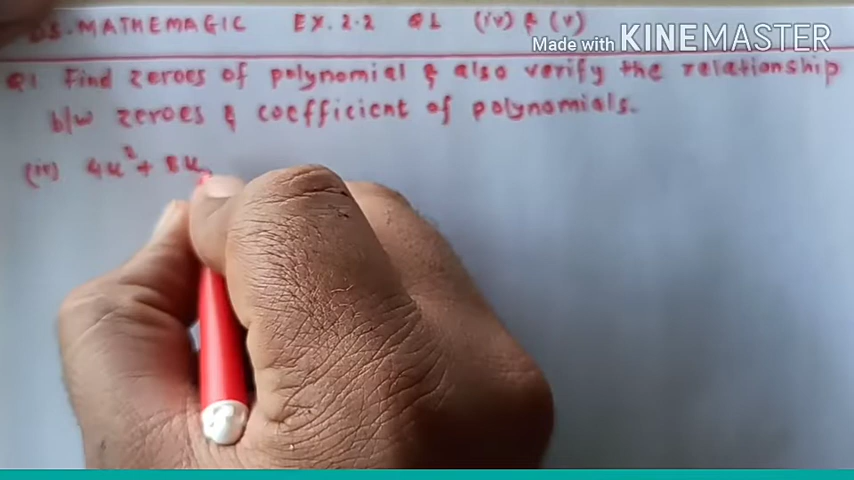 DS.MATHEMAGIC EX.2.2 Q1 (iv) & (v)
Made with KINEMASTER
Q1 Find zeroes of polynomial & also verify the relationship
b/w zeroes & coefficient of polynomials.
(iv) 4u²+ 8u